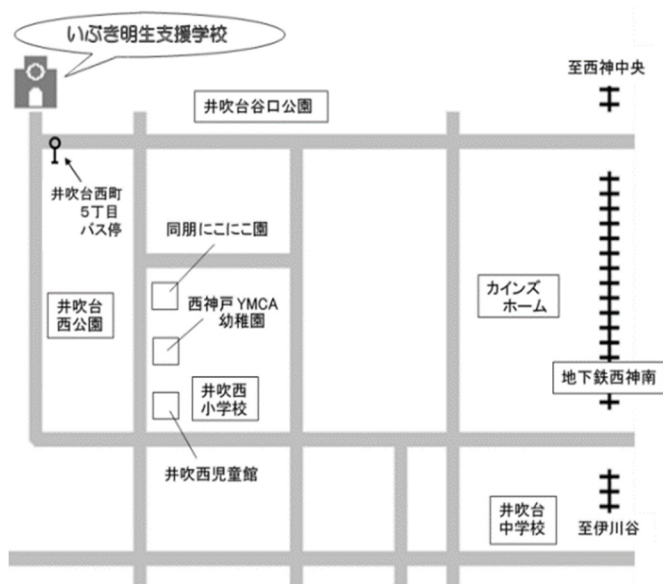 いぶき明生支援学校
至西神中央
井吹台谷口公園
井吹台西町
5丁目
バス停
同朋にこにこ園
井吹台
西公園
西神戸YMCA
幼稚園
カインズ
ホーム
地下鉄西神南
井吹西
小学校
井吹西児童館
井吹台
中学校
至伊川谷